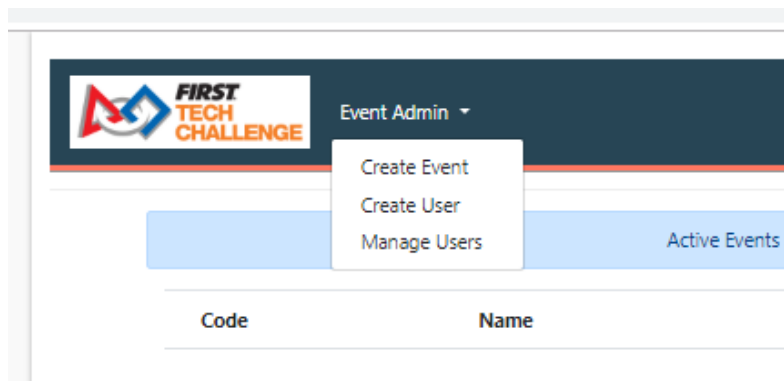 FIRST
TECH
CHALLENGE
Event Admin
Create Event
Create User
Manage Users
Active Events
Code Name